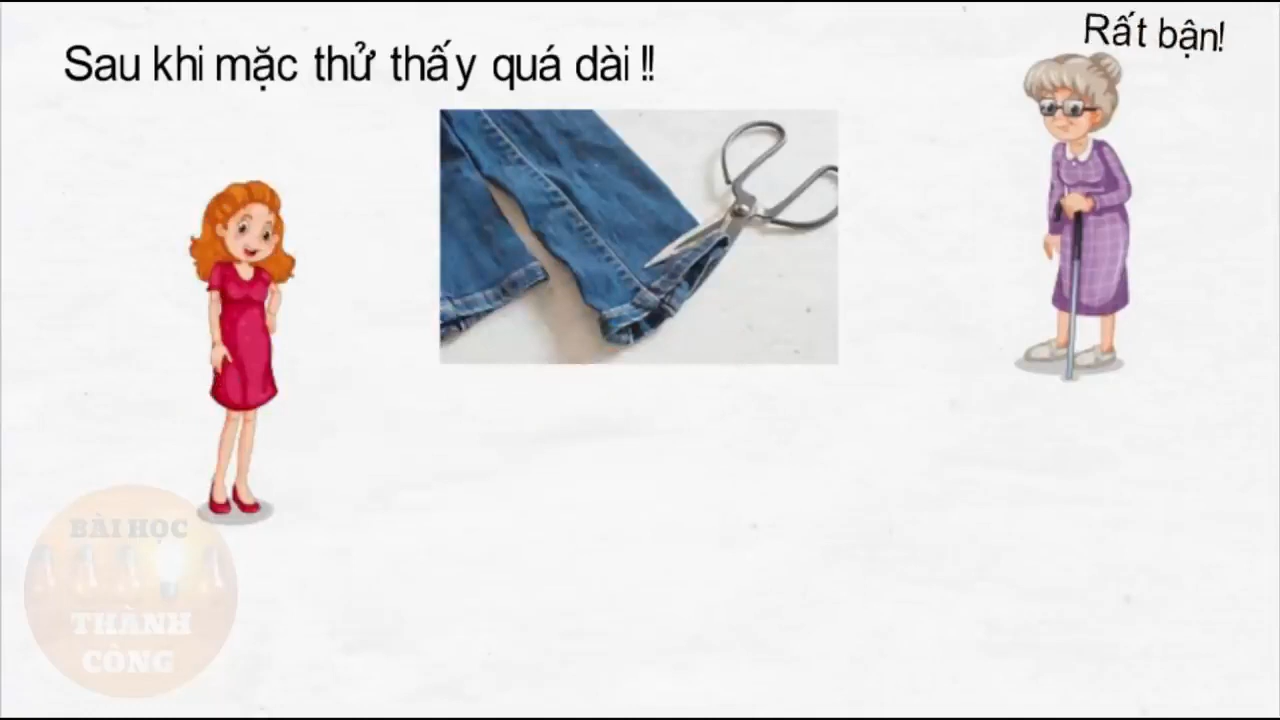 Rất bận!
Sau khi mặc thử thấy quá dài !!
BÀI HỌC
THÀNH
CÔNG